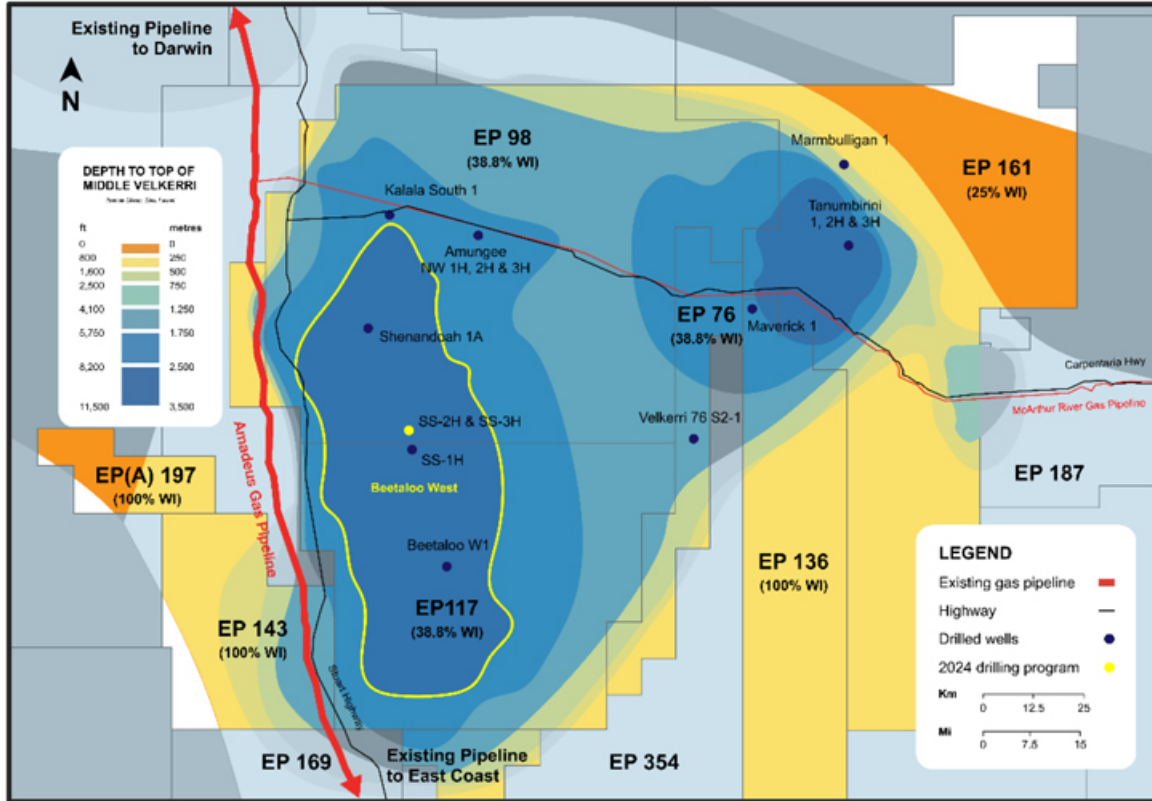 Existing Pipeline
to Darwin
N
DEPTH TO TOP OF
MIDDLE VELKERRI
ft
metres
0
0
800
250
1,600
500
2,500
750
4,100
1.250
5,750
1.750
8,200
2.500
11,500
3,500
EP 98
(38.8% WI)
Marmbulligan 1
EP 161
(25% WI)
Kalala South 1
Tanumbirini
1, 2H & 3H
Amungee
NW 1H, 2H & 3H
EP 76
(38.8% WI)
Maverick 1
Shenandoah 1A
Carpentaria Hwy
McArthur River Gas Pipeline
SS-2H & SS-3H
SS-1H
Velkerri 76 S2-1
Amadeus Gas Pipeline
EP(A) 197
(100% WI)
Beetaloo West
EP 187
Beetaloo W1
EP117
(38.8% WI)
EP 136
(100% WI)
EP 143
(100% WI)
Stuart Highway
EP 169
Existing Pipeline
to East Coast
EP 354
LEGEND
Existing gas pipeline
Highway
Drilled wells
2024 drilling program
Km
0 12.5 25
Mi
0 7.5 15